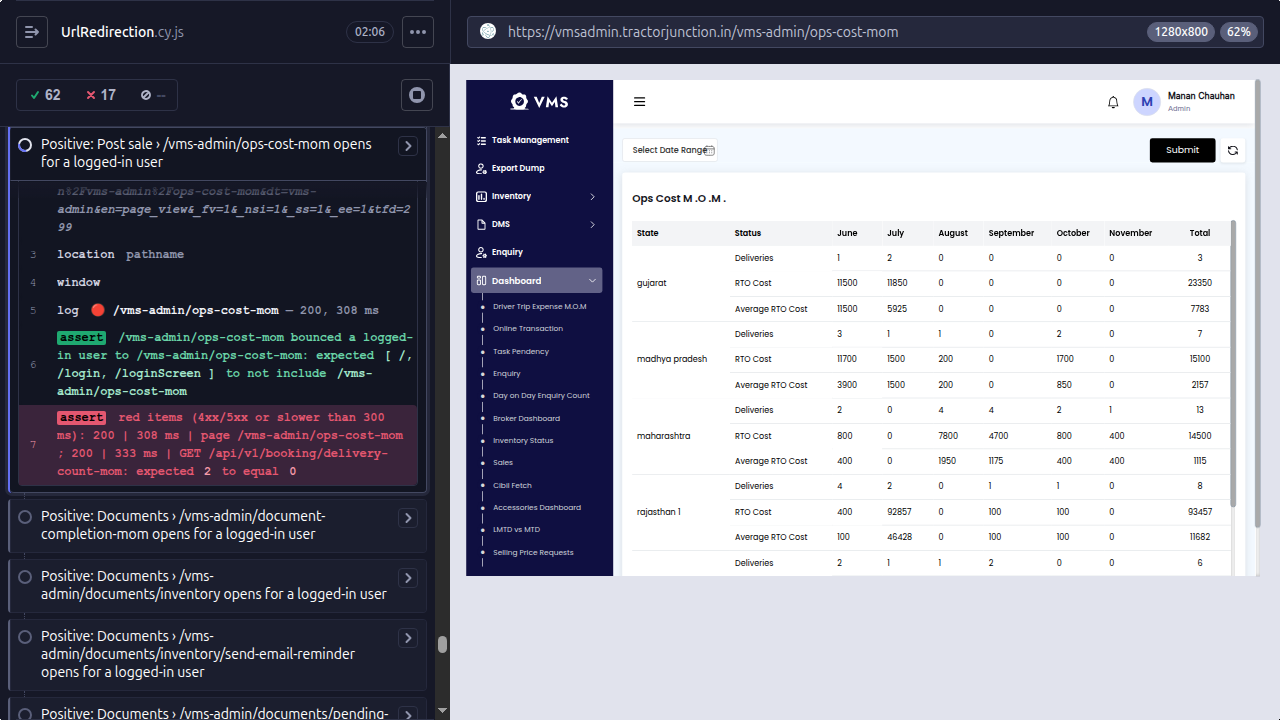 UrlRedirection.cy.js
02:06
62
17
--
Positive: Post sale › /vms-admin/ops-cost-mom opens
for a logged-in user
n%2Fvms-admin%2Fops-cost-mom&dt=vms-
admin&en=page_view&_fv=1&_nsi=1&_ss=1&_ee=1&tfd=2
99
3 location pathname
4 window
5 log 🔴 /vms-admin/ops-cost-mom — 200, 308 ms
6 assert /vms-admin/ops-cost-mom bounced a logged-
in user to /vms-admin/ops-cost-mom: expected [ /,
/login, /loginScreen ] to not include /vms-
admin/ops-cost-mom
7 assert red items (4xx/5xx or slower than 300
ms): 200 | 308 ms | page /vms-admin/ops-cost-mom
; 200 | 333 ms | GET /api/v1/booking/delivery-
count-mom: expected 2 to equal 0
Positive: Documents › /vms-admin/document-
completion-mom opens for a logged-in user
Positive: Documents › /vms-
admin/documents/inventory opens for a logged-in user
Positive: Documents › /vms-
admin/documents/inventory/send-email-reminder
opens for a logged-in user
Positive: Documents › /vms-admin/documents/pending-
https://vmsadmin.tractorjunction.in/vms-admin/ops-cost-mom
1280x800
62%
VMS
Task Management
Export Dump
Inventory
DMS
Enquiry
Dashboard
Driver Trip Expense M.O.M
Online Transaction
Task Pendency
Enquiry
Day on Day Enquiry Count
Broker Dashboard
Inventory Status
Sales
Cibil Fetch
Accessories Dashboard
LMTD vs MTD
Selling Price Requests
M
Manan Chauhan
Admin
Select Date Range
Submit
Ops Cost M .O .M .
State Status June July August September October November Total
gujarat
Deliveries 1 2 0 0 0 0 3
RTO Cost 11500 11850 0 0 0 0 23350
Average RTO Cost 11500 5925 0 0 0 0 7783
madhya pradesh
Deliveries 3 1 1 0 2 0 7
RTO Cost 11700 1500 200 0 1700 0 15100
Average RTO Cost 3900 1500 200 0 850 0 2157
maharashtra
Deliveries 2 0 4 4 2 1 13
RTO Cost 800 0 7800 4700 800 400 14500
Average RTO Cost 400 0 1950 1175 400 400 1115
rajasthan 1
Deliveries 4 2 0 1 1 0 8
RTO Cost 400 92857 0 100 100 0 93457
Average RTO Cost 100 46428 0 100 100 0 11682
Deliveries 2 1 1 2 0 0 6